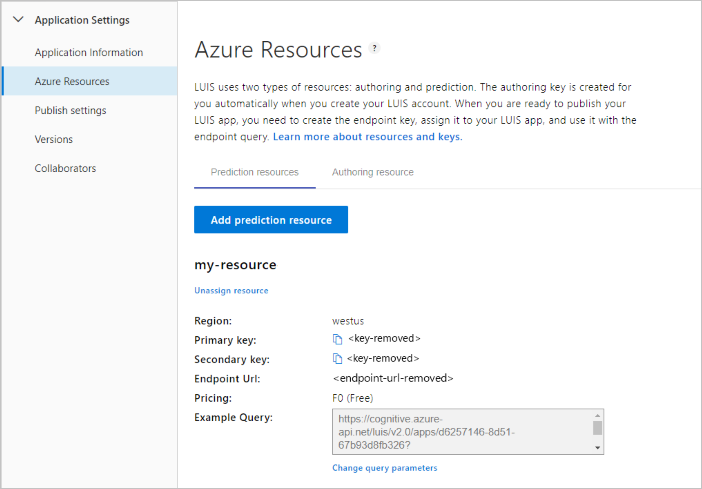 Application Settings
Application Information
Azure Resources
Publish settings
Versions
Collaborators
Azure Resources ?
LUIS uses two types of resources: authoring and prediction. The authoring key is created for
you automatically when you create your LUIS account. When you are ready to publish your
LUIS app, you need to create the endpoint key, assign it to your LUIS app, and use it with the
endpoint query. Learn more about resources and keys.
Prediction resources Authoring resource
Add prediction resource
my-resource
Unassign resource
Region: westus
Primary key: <key-removed>
Secondary key: <key-removed>
Endpoint Url: <endpoint-url-removed>
Pricing: F0 (Free)
Example Query: https://cognitive.azure-
api.net/luis/v2.0/apps/d6257146-8d51-
67b93d8fb326?
Change query parameters